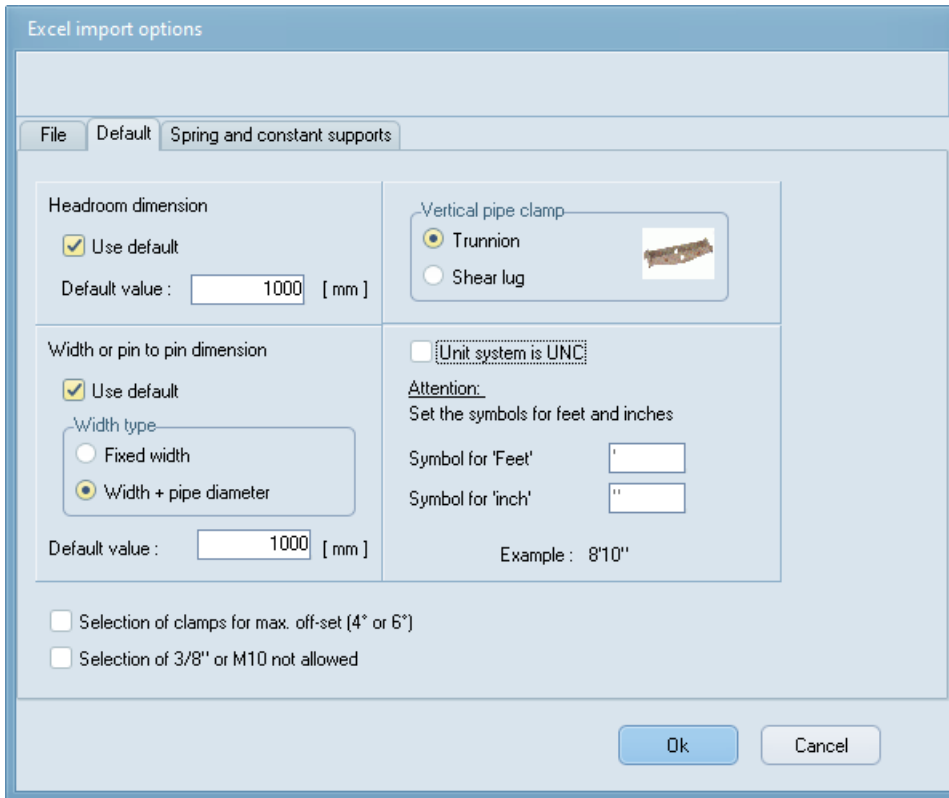 Excel import options
File Default Spring and constant supports
Headroom dimension
Use default
Default value : 1000 [ mm ]
Vertical pipe clamp
Trunnion
Shear lug
Width or pin to pin dimension
Use default
Width type
Fixed width
Width + pipe diameter
Default value : 1000 [ mm ]
Unit system is UNC
Attention:
Set the symbols for feet and inches
Symbol for 'Feet' '
Symbol for 'inch' "
Example : 8'10"
Selection of clamps for max. off-set (4° or 6°)
Selection of 3/8" or M10 not allowed
Ok Cancel